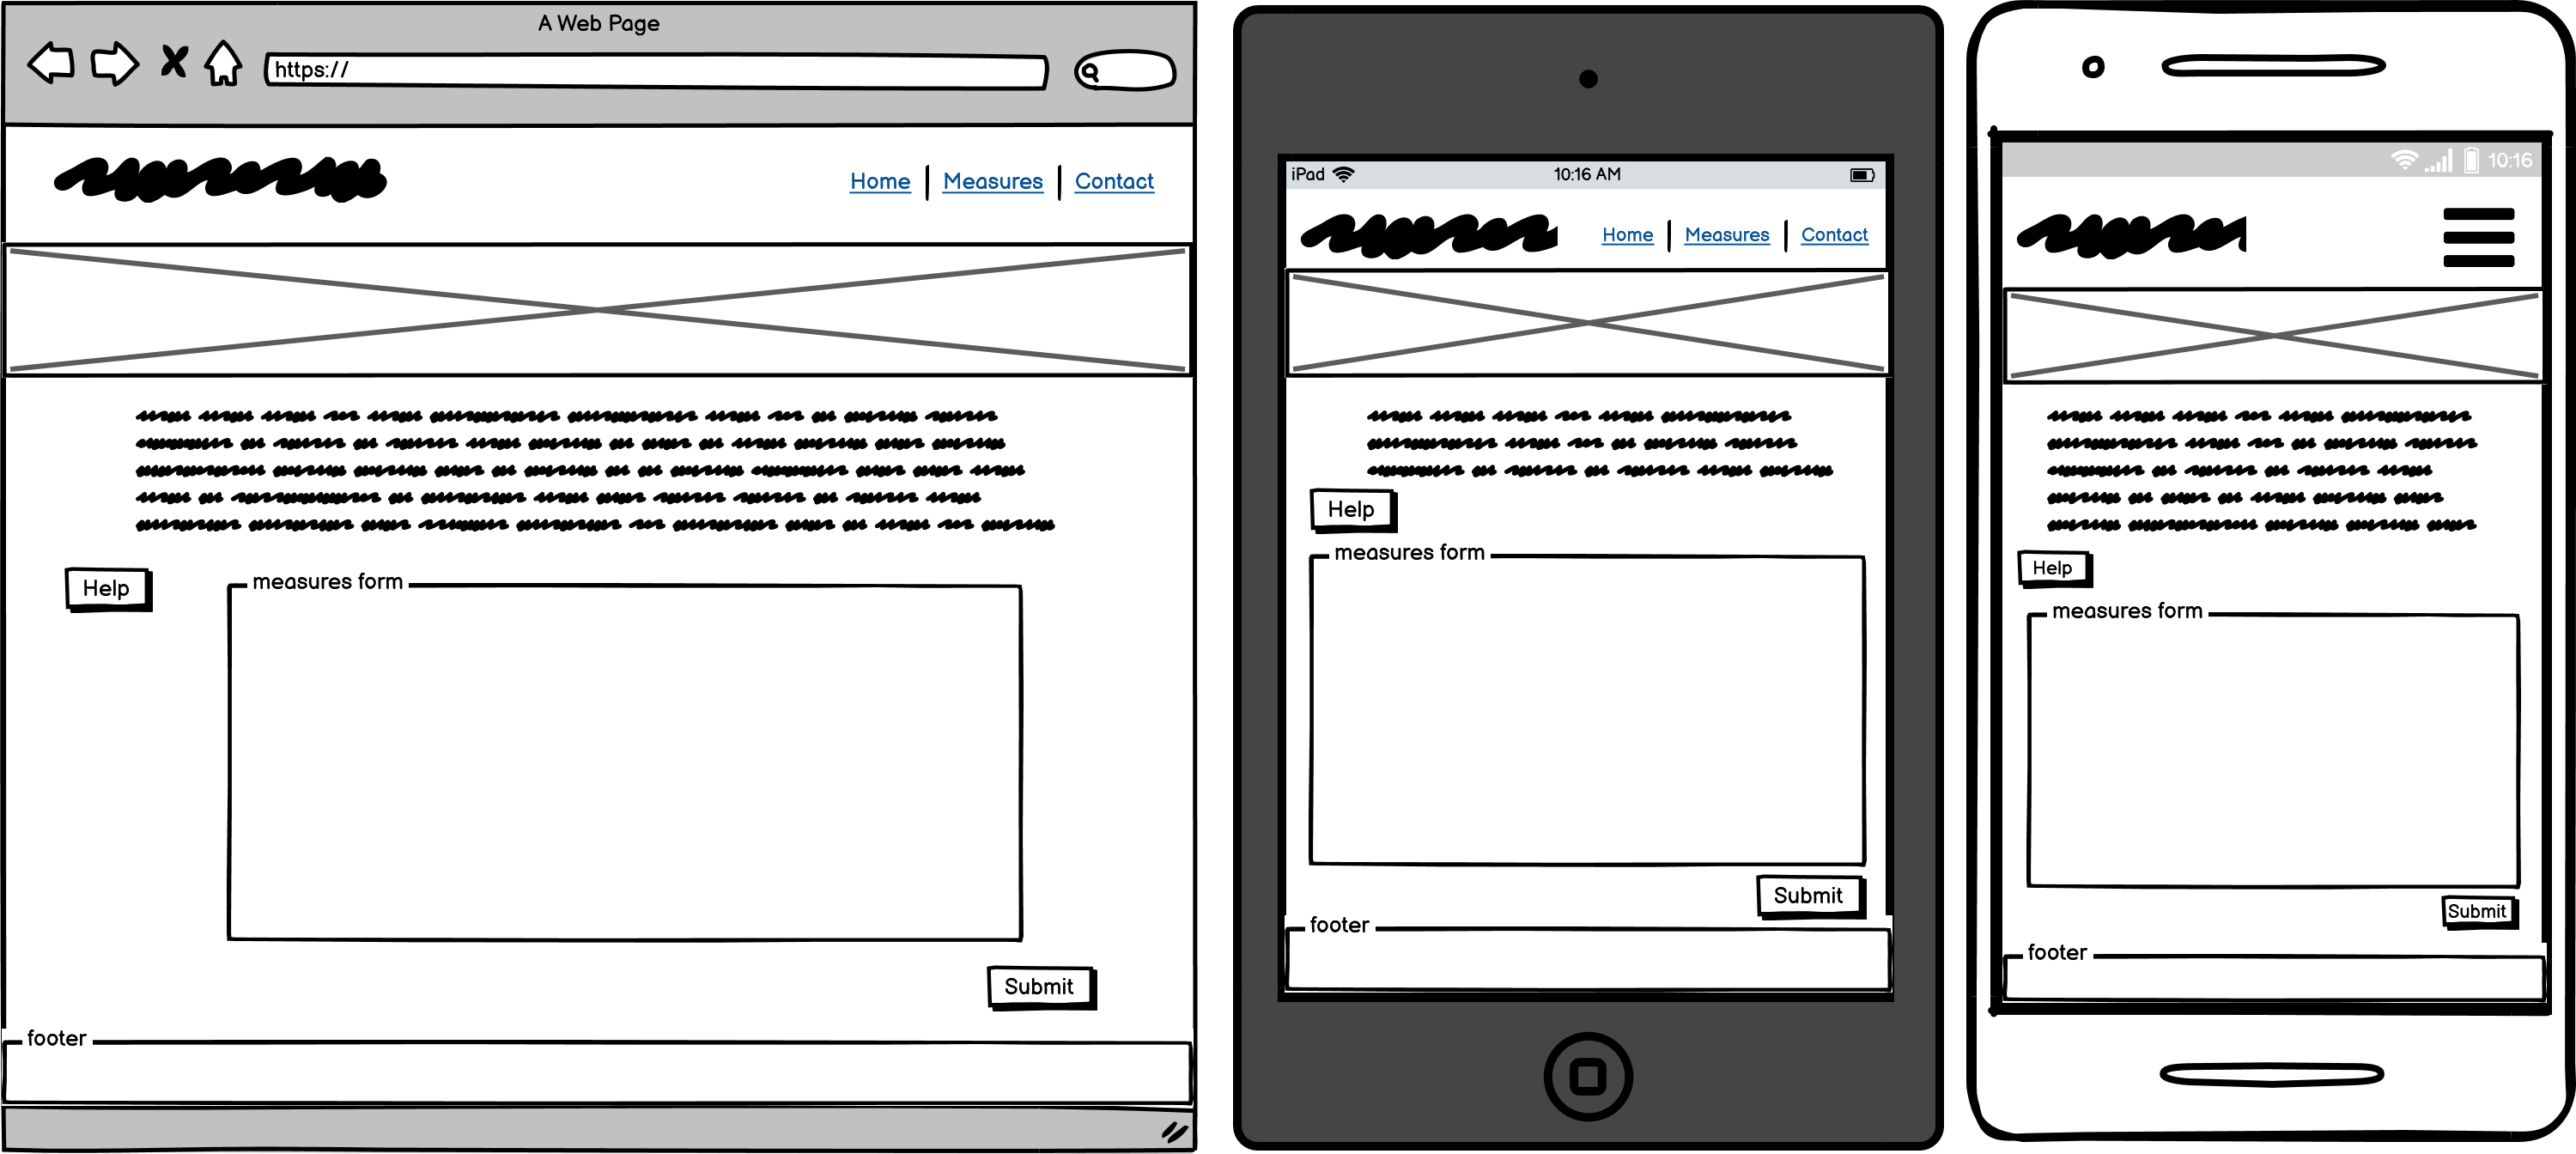 A Web Page
https://
Home | Measures | Contact
Help
measures form
Submit
footer
iPad 10:16 AM
Home | Measures | Contact
Help
measures form
Submit
footer
10:16
Help
measures form
Submit
footer